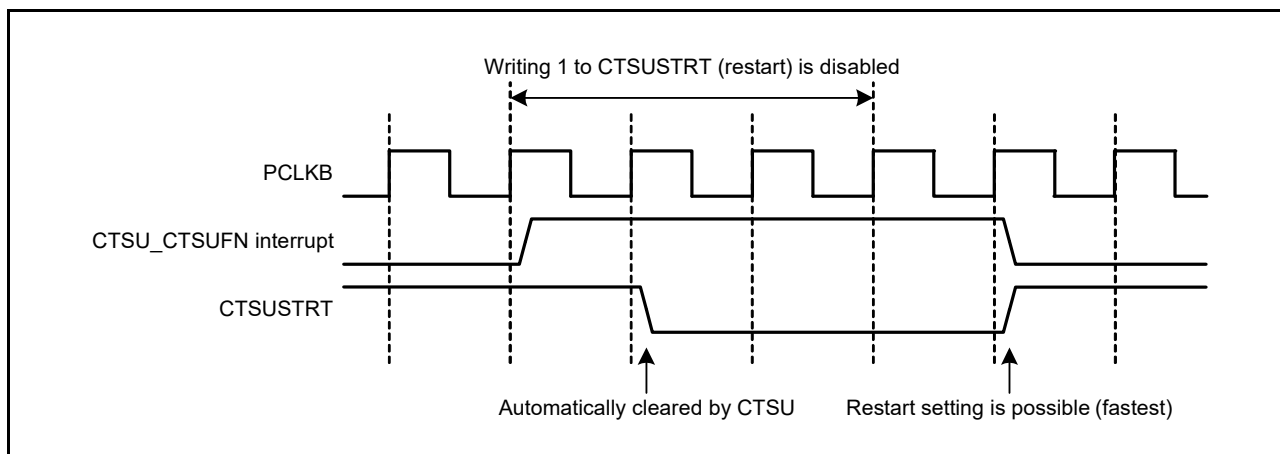 Writing 1 to CTSUSTRT (restart) is disabled
PCLKB
CTSU_CTSUFN interrupt
CTSUSTRT
Automatically cleared by CTSU
Restart setting is possible (fastest)